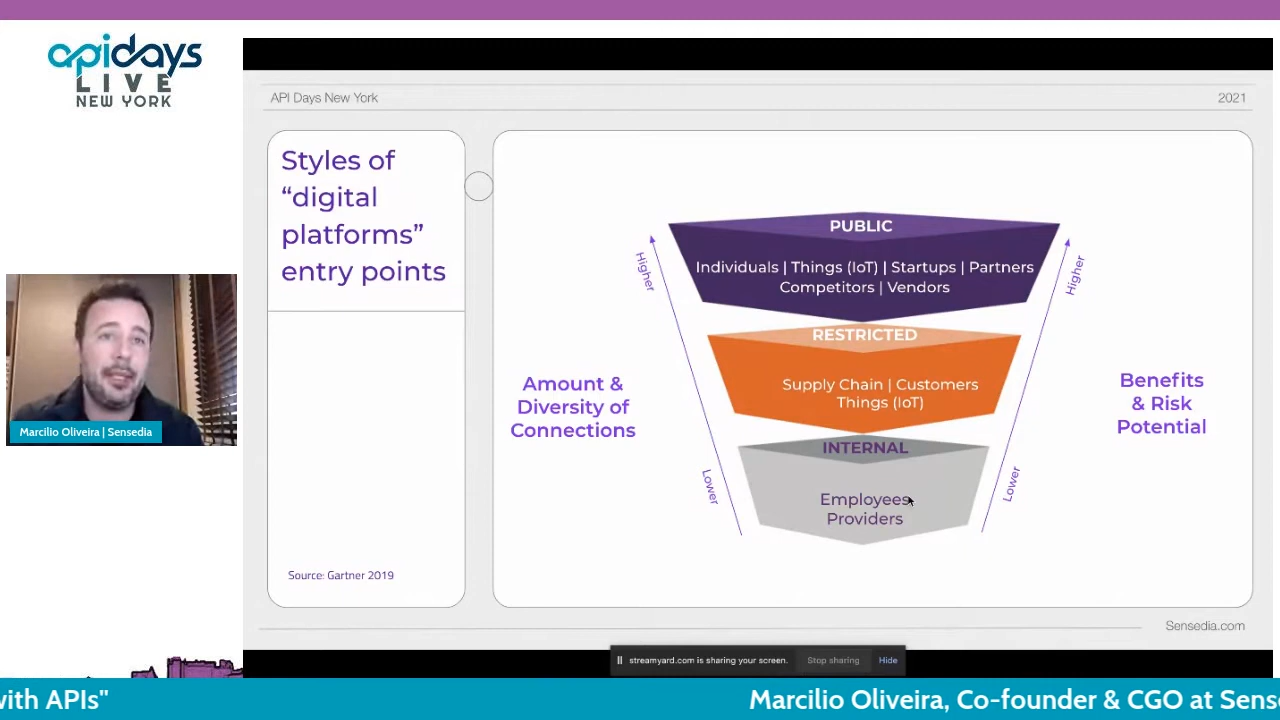 apidays
LIVE
NEW YORK
API Days New York
2021
Styles of
“digital
platforms”
entry points
Source: Gartner 2019
PUBLIC
Individuals | Things (IoT) | Startups | Partners
Competitors | Vendors
RESTRICTED
Supply Chain | Customers
Things (IoT)
INTERNAL
Employees
Providers
Higher
Lower
Amount &
Diversity of
Connections
Higher
Lower
Benefits
& Risk
Potential
Sensedia.com
Marcilio Oliveira | Sensedia
streamyard.com is sharing your screen.
Stop sharing
Hide
with APIs"
Marcilio Oliveira, Co-founder & CGO at Sense